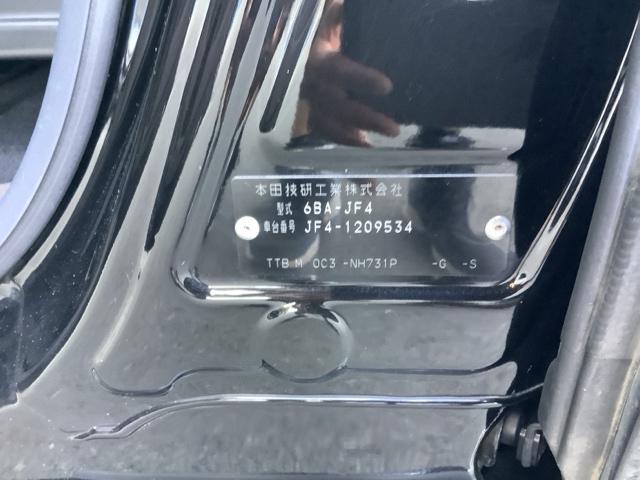 本田技研工業株式会社
型式 6BA-JF4
車台番号 JF4-1209534
TTB M 0C3 -NH731P -G -S